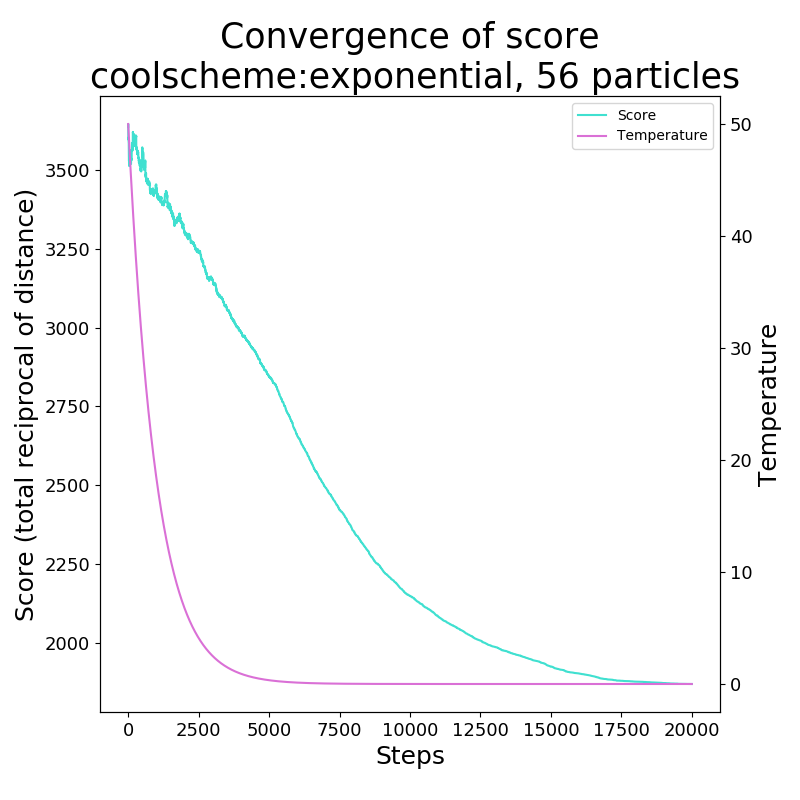 Convergence of score
coolscheme:exponential, 56 particles
Score
Temperature
Score (total reciprocal of distance)
3500
3250
3000
2750
2500
2250
2000
50
40
30
20
10
0
Temperature
0 2500 5000 7500 10000 12500 15000 17500 20000
Steps